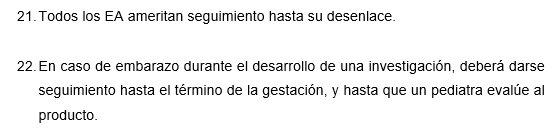 21. Todos los EA ameritan seguimiento hasta su desenlace.
22. En caso de embarazo durante el desarrollo de una investigación, deberá darse
seguimiento hasta el término de la gestación, y hasta que un pediatra evalúe al
producto.